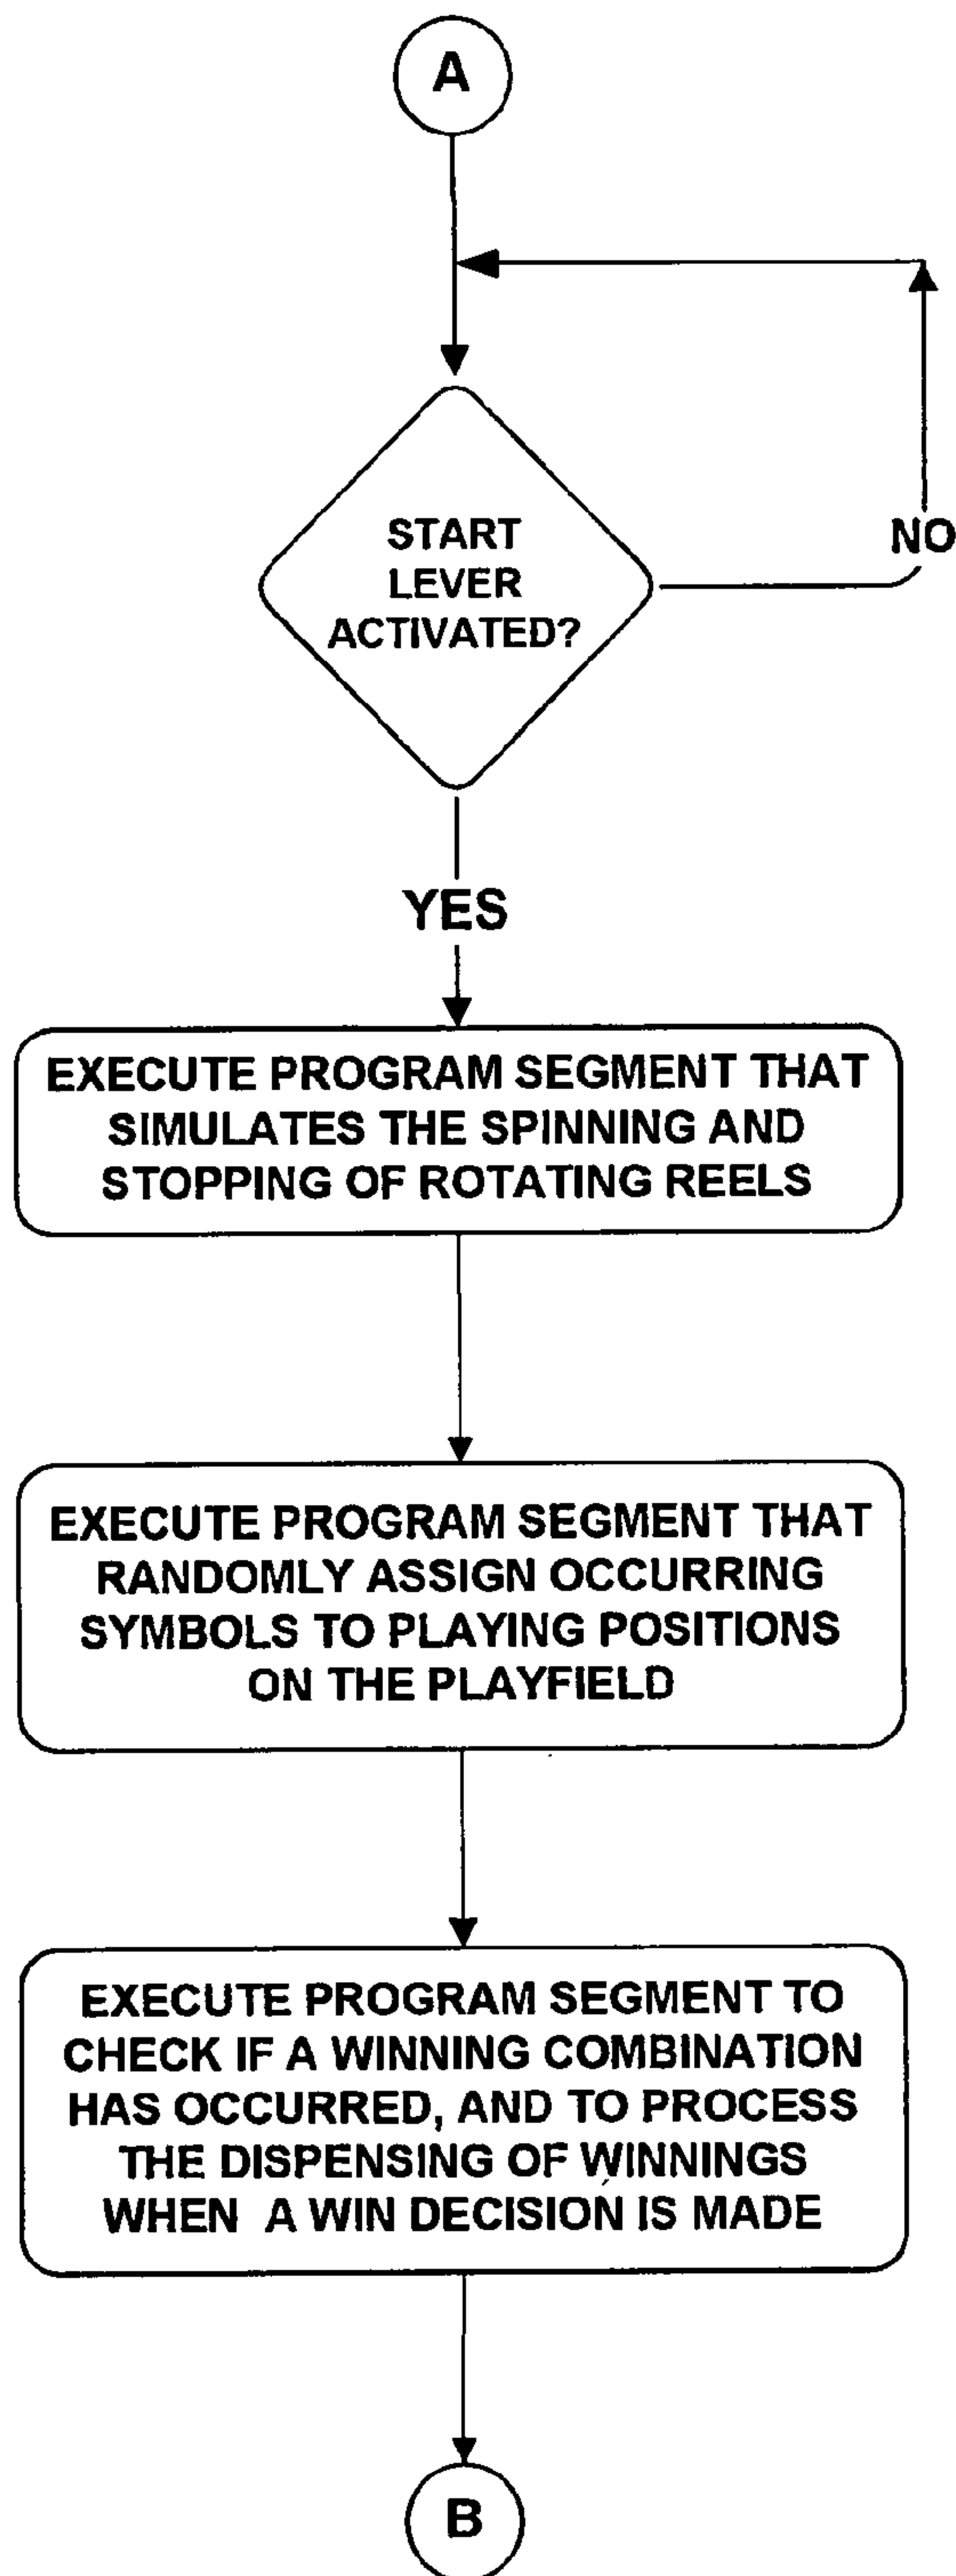 A
START
LEVER
ACTIVATED?
NO
YES
EXECUTE PROGRAM SEGMENT THAT
SIMULATES THE SPINNING AND
STOPPING OF ROTATING REELS
EXECUTE PROGRAM SEGMENT THAT
RANDOMLY ASSIGN OCCURRING
SYMBOLS TO PLAYING POSITIONS
ON THE PLAYFIELD
EXECUTE PROGRAM SEGMENT TO
CHECK IF A WINNING COMBINATION
HAS OCCURRED, AND TO PROCESS
THE DISPENSING OF WINNINGS
WHEN A WIN DECISION IS MADE
B